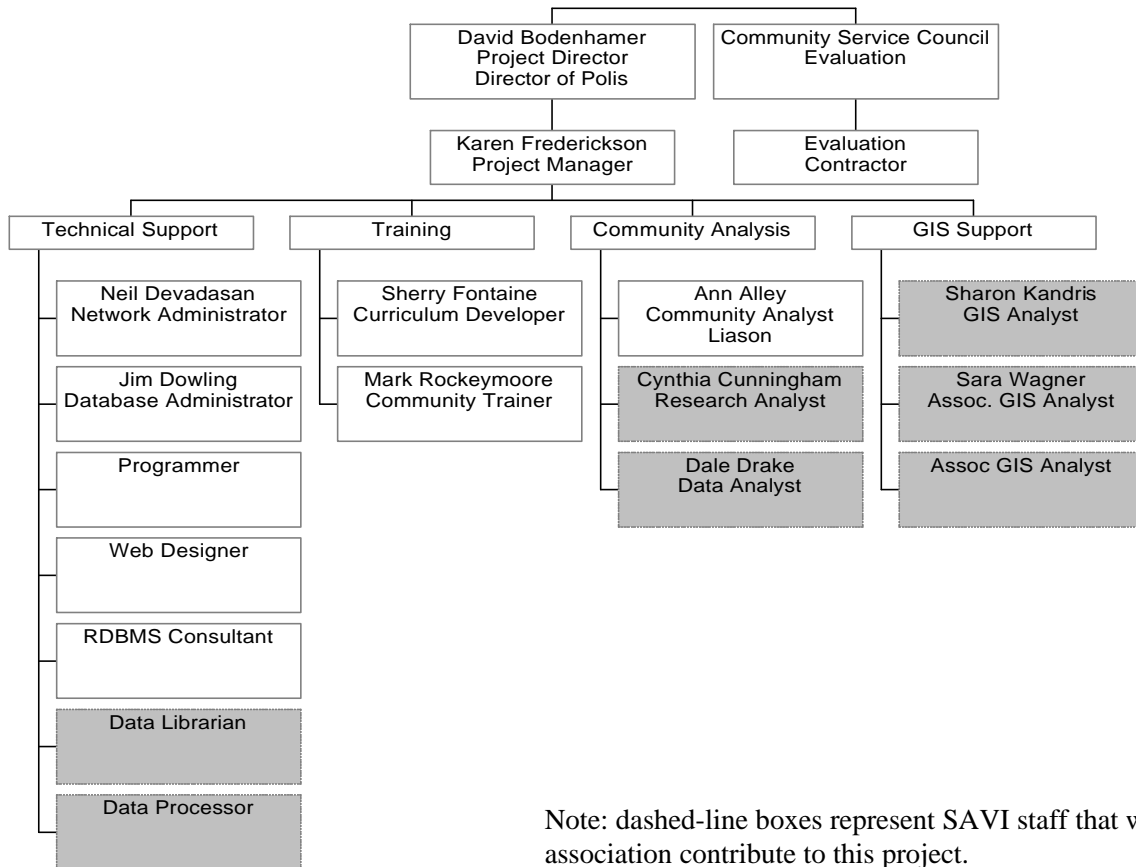 David Bodenhamer
Project Director
Director of Polis
Community Service Council
Evaluation
Karen Frederickson
Project Manager
Evaluation
Contractor
Technical Support
Training
Community Analysis
GIS Support
Neil Devadasan
Network Administrator
Jim Dowling
Database Administrator
Programmer
Web Designer
RDBMS Consultant
Data Librarian
Data Processor
Sherry Fontaine
Curriculum Developer
Mark Rockeymoore
Community Trainer
Ann Alley
Community Analyst
Liason
Cynthia Cunningham
Research Analyst
Dale Drake
Data Analyst
Sharon Kandris
GIS Analyst
Sara Wagner
Assoc. GIS Analyst
Assoc GIS Analyst
Note: dashed-line boxes represent SAVI staff that
association contribute to this project.